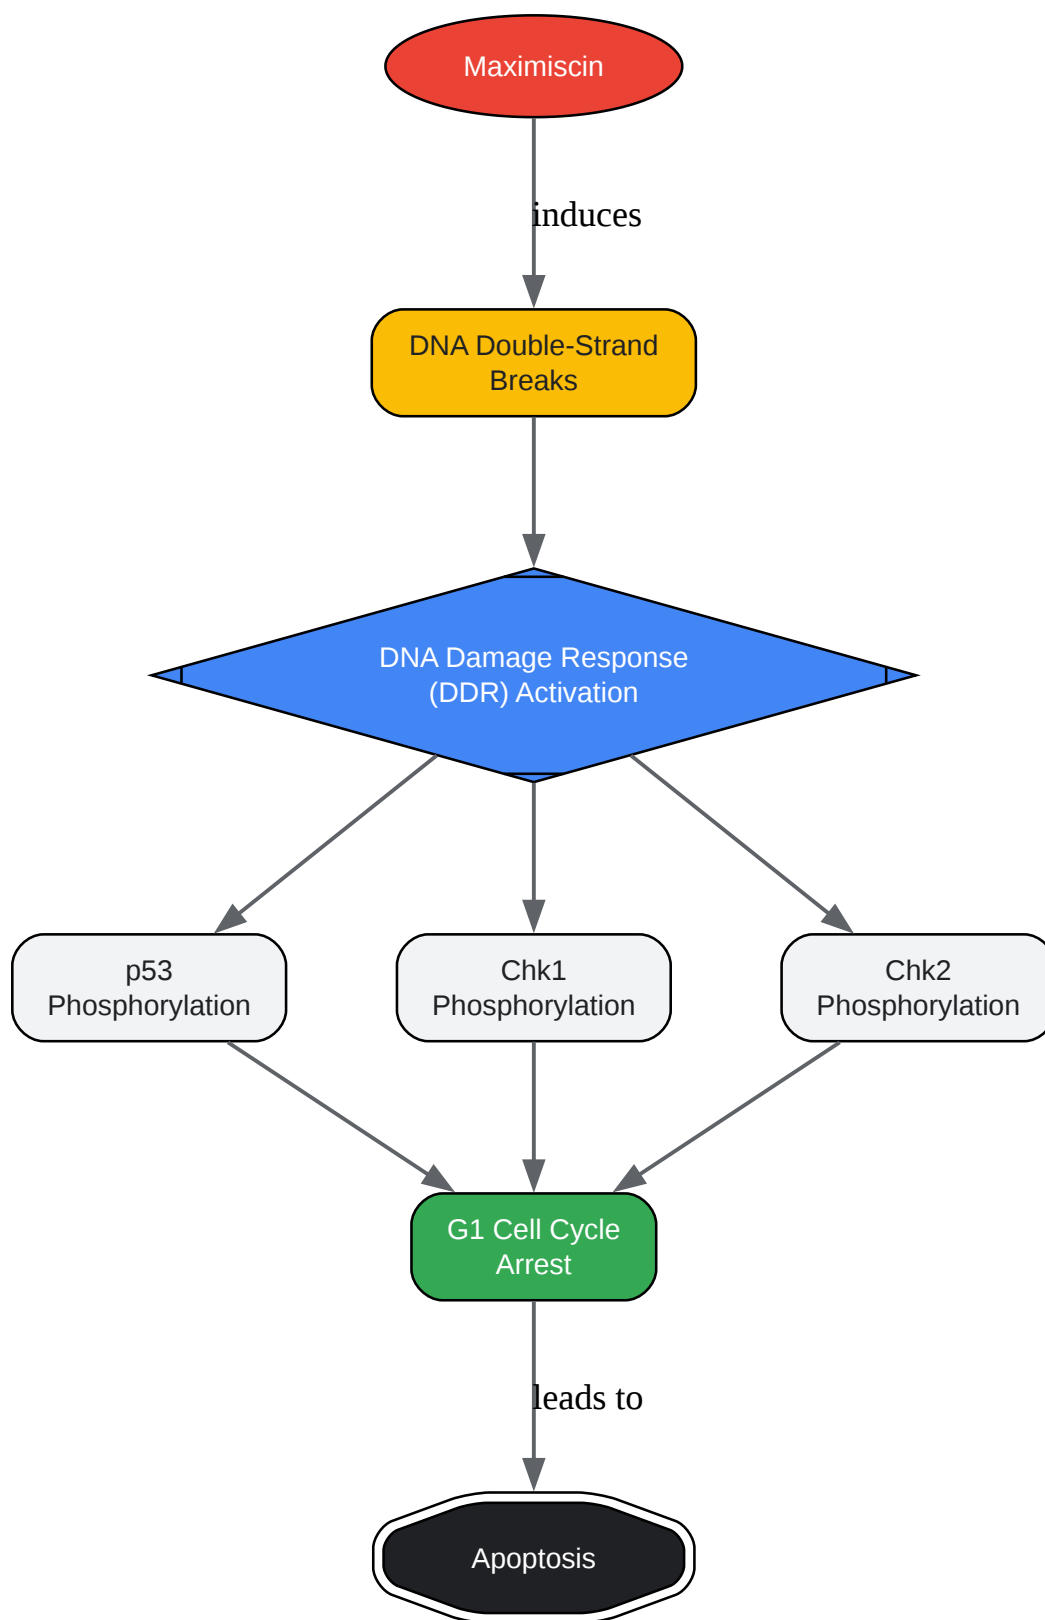 Maximiscin
induces
DNA Double-Strand
Breaks
DNA Damage Response
(DDR) Activation
p53
Phosphorylation
Chk1
Phosphorylation
Chk2
Phosphorylation
G1 Cell Cycle
Arrest
leads to
Apoptosis